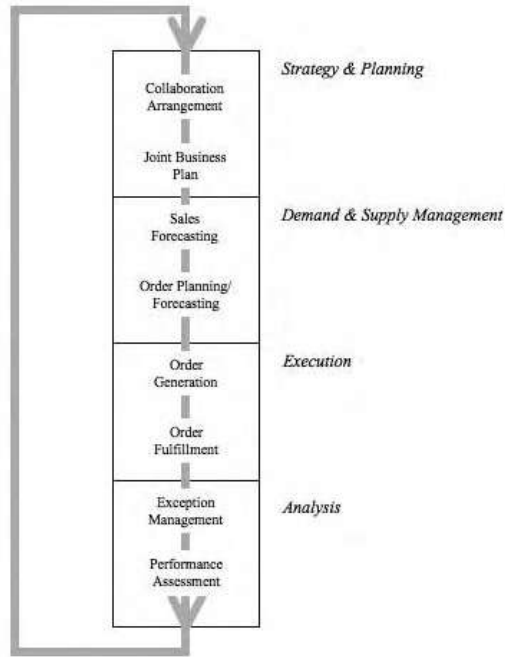 Strategy & Planning
Collaboration
Arrangement
Joint Business
Plan
Demand & Supply Management
Sales
Forecasting
Order Planning/
Forecasting
Execution
Order
Generation
Order
Fulfillment
Analysis
Exception
Management
Performance
Assessment